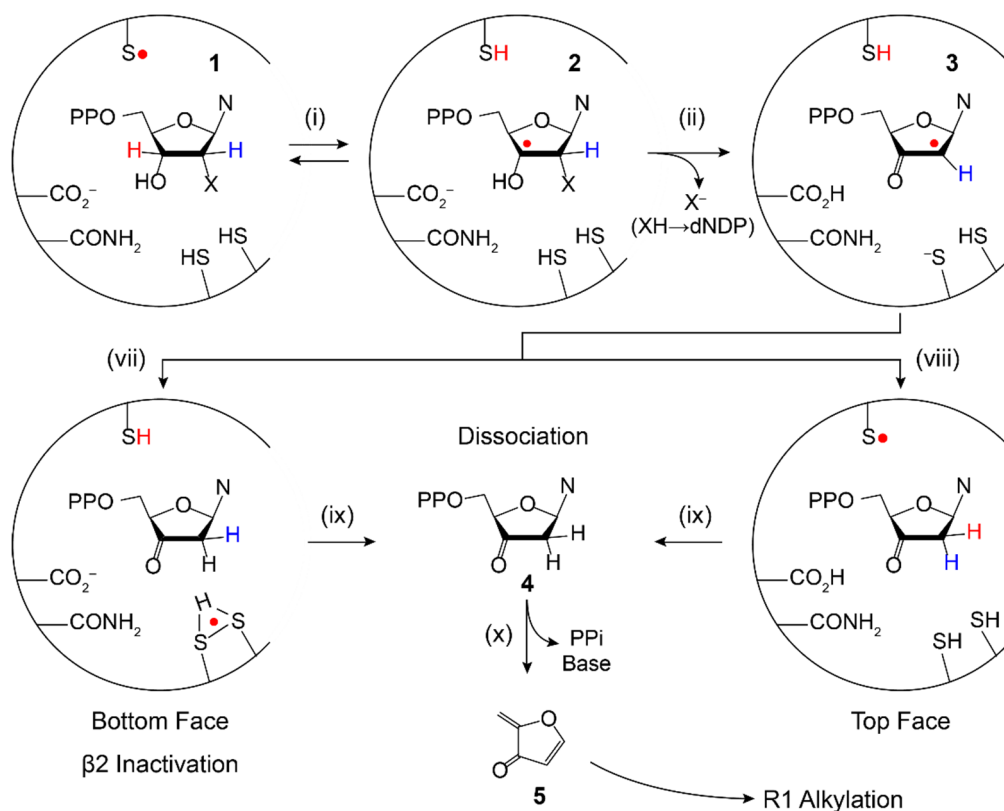 S•
1
PPO
O
N
H
H
HO
X
CO₂⁻
CONH₂
HS
HS
(i)
SH
2
PPO
O
N
H
HO
X
CO₂⁻
CONH₂
HS
HS
(ii)
X⁻
(XH→dNDP)
SH
3
PPO
O
N
O
H
CO₂H
CONH₂
⁻S
HS
(vii)
(viii)
SH
PPO
O
N
H
O
H
CO₂⁻
CONH₂
H
S
S
Bottom Face
β2 Inactivation
(ix)
Dissociation
PPO
O
N
H
O
H
4
(x)
PPi
Base
O
O
5
(ix)
S•
PPO
O
N
H
O
H
CO₂H
CONH₂
SH
SH
Top Face
R1 Alkylation